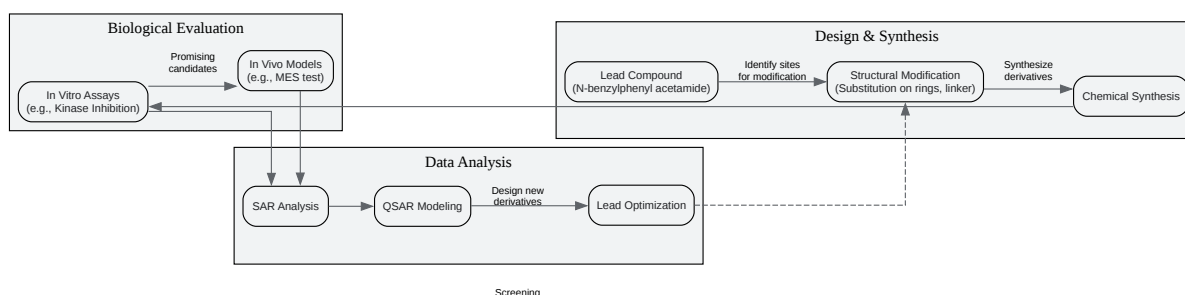 Biological Evaluation
Promising
candidates
In Vivo Models
(e.g., MES test)
In Vitro Assays
(e.g., Kinase Inhibition)
Design & Synthesis
Lead Compound
(N-benzylphenyl acetamide)
Identify sites
for modification
Structural Modification
(Substitution on rings, linker)
Synthesize
derivatives
Chemical Synthesis
Data Analysis
SAR Analysis
QSAR Modeling
Design new
derivatives
Lead Optimization
Screening